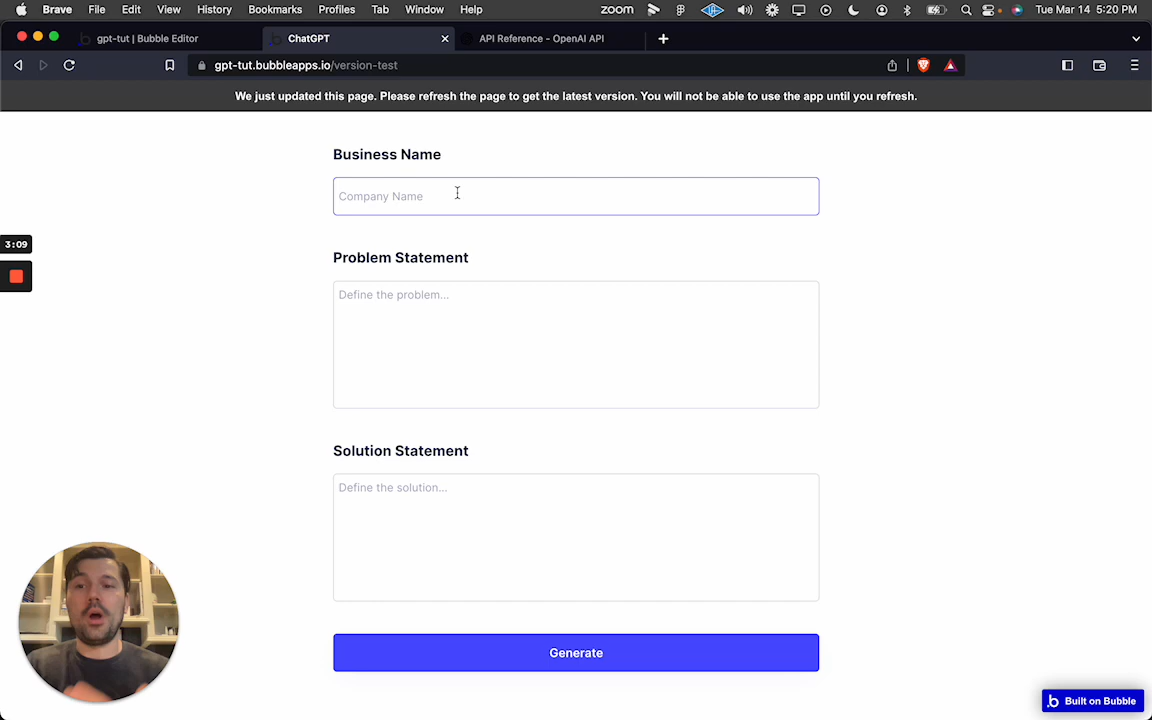 Brave File Edit View History Bookmarks Profiles Tab Window Help zoom Tue Mar 14 5:20 PM
gpt-tut | Bubble Editor ChatGPT API Reference - OpenAI API
gpt-tut.bubbleapps.io/version-test
We just updated this page. Please refresh the page to get the latest version. You will not be able to use the app until you refresh.
Business Name
Company Name
3:09
Problem Statement
Define the problem...
Solution Statement
Define the solution...
Generate
Built on Bubble